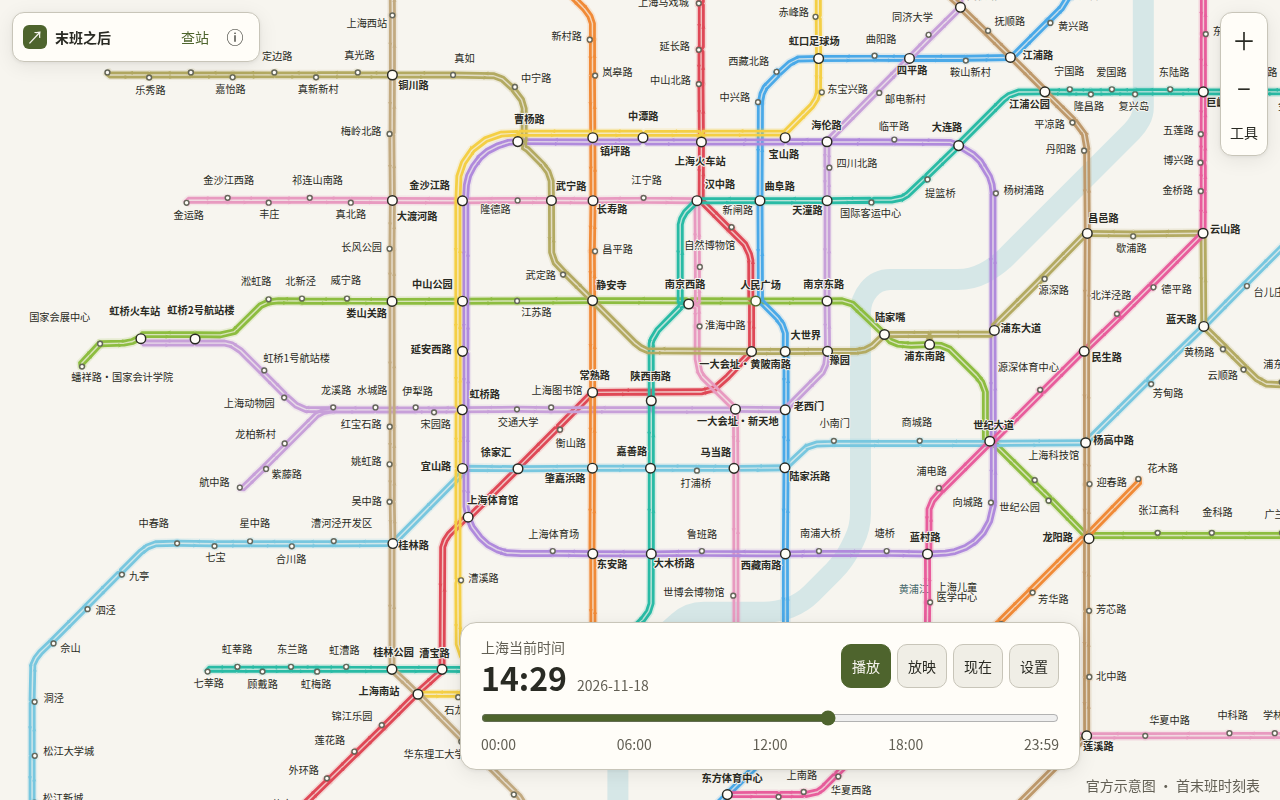 末班之后
查站
上海西站
新村路
上海马戏城
赤峰路
同济大学
抚顺路
黄兴路
工具
定边路
真光路
真如
延长路
虹口足球场
曲阳路
江浦路
岚皋路
中山北路
西藏北路
四平路
鞍山新村
宁国路
爱国路
东陆路
铜川路
中宁路
乐秀路
嘉怡路
真新新村
中兴路
东宝兴路
邮电新村
江浦公园
隆昌路
复兴岛
曹杨路
中潭路
海伦路
临平路
大连路
平凉路
五莲路
梅岭北路
镇坪路
上海火车站
宝山路
四川北路
丹阳路
博兴路
金沙江西路
祁连山南路
金沙江路
武宁路
江宁路
汉中路
曲阜路
提篮桥
杨树浦路
金桥路
金运路
丰庄
真北路
大渡河路
隆德路
长寿路
新闸路
天潼路
国际客运中心
昌邑路
云山路
长风公园
昌平路
自然博物馆
歇浦路
淞虹路
北新泾
威宁路
武定路
中山公园
静安寺
南京西路
人民广场
南京东路
源深路
北洋泾路
德平路
国家会展中心
虹桥火车站
虹桥2号航站楼
娄山关路
江苏路
淮海中路
陆家嘴
浦东大道
蓝天路
大世界
延安西路
一大会址·黄陂南路
豫园
浦东南路
民生路
黄杨路
虹桥1号航站楼
源深体育中心
云顺路
蟠祥路·国家会计学院
龙溪路
水城路
伊犁路
虹桥路
上海图书馆
常熟路
陕西南路
芳甸路
上海动物园
老西门
红宝石路
宋园路
交通大学
一大会址·新天地
小南门
商城路
世纪大道
龙柏新村
衡山路
杨高中路
徐家汇
嘉善路
马当路
上海科技馆
姚虹路
宜山路
肇嘉浜路
打浦桥
陆家浜路
浦电路
花木路
航中路
紫藤路
迎春路
吴中路
上海体育馆
向城路
世纪公园
张江高科
金科路
中春路
星中路
漕河泾开发区
上海体育场
鲁班路
南浦大桥
塘桥
蓝村路
龙阳路
七宝
合川路
桂林路
东安路
大木桥路
西藏南路
九亭
漕溪路
世博会博物馆
上海儿童
医学中心
芳华路
泗泾
芳芯路
佘山
虹莘路
东兰路
虹漕路
桂林公园
漕宝路
七莘路
顾戴路
虹梅路
上海南站
北中路
洞泾
锦江乐园
华夏中路
中科路
莲花路
莲溪路
松江大学城
外环路
松江新城
东方体育中心
上南路
华夏西路
上海当前时间
14:29 2026-11-18
播放
放映
现在
设置
00:00
06:00
12:00
18:00
23:59
官方示意图 · 首末班时刻表